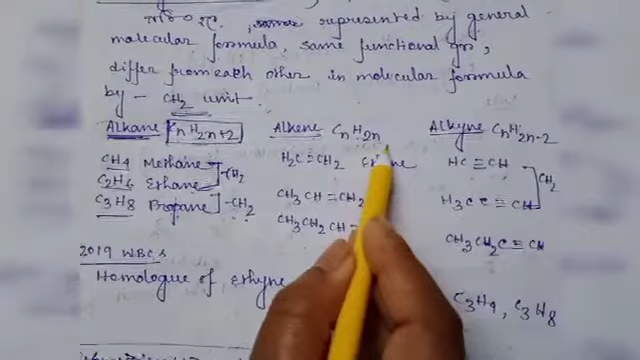 represented by general
molecular formula, same functional grp,
differ from each other in molecular formula
by - CH2 unit.
Alkane CnH2n+2 Alkene CnH2n Alkyne CnH2n-2
CH4 Methane H2C=CH2 HC≡CH
C2H6 Ethane -CH2 CH3CH=CH2 H3C C≡CH CH2
C3H8 Propane -CH2 CH3CH2CH= CH3CH2C≡CH
2019 WBCS
Homologue of Ethyne C3H4, C3H8